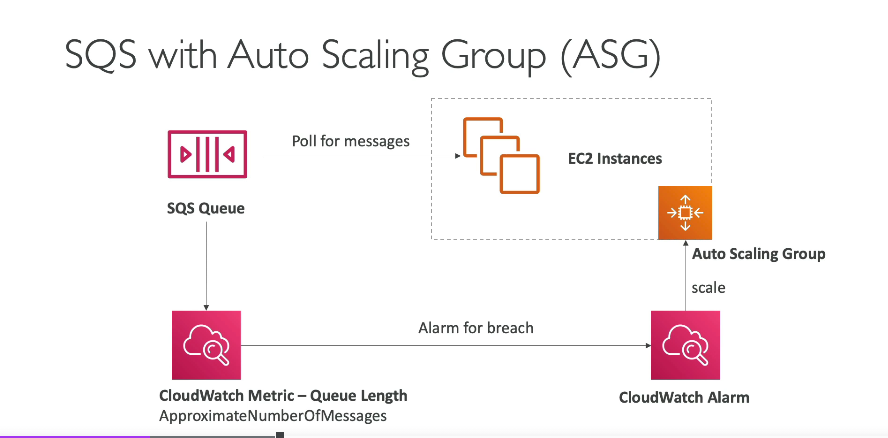 SQS with Auto Scaling Group (ASG)
Poll for messages
EC2 Instances
SQS Queue
Auto Scaling Group
scale
Alarm for breach
CloudWatch Metric – Queue Length
ApproximateNumberOfMessages
CloudWatch Alarm